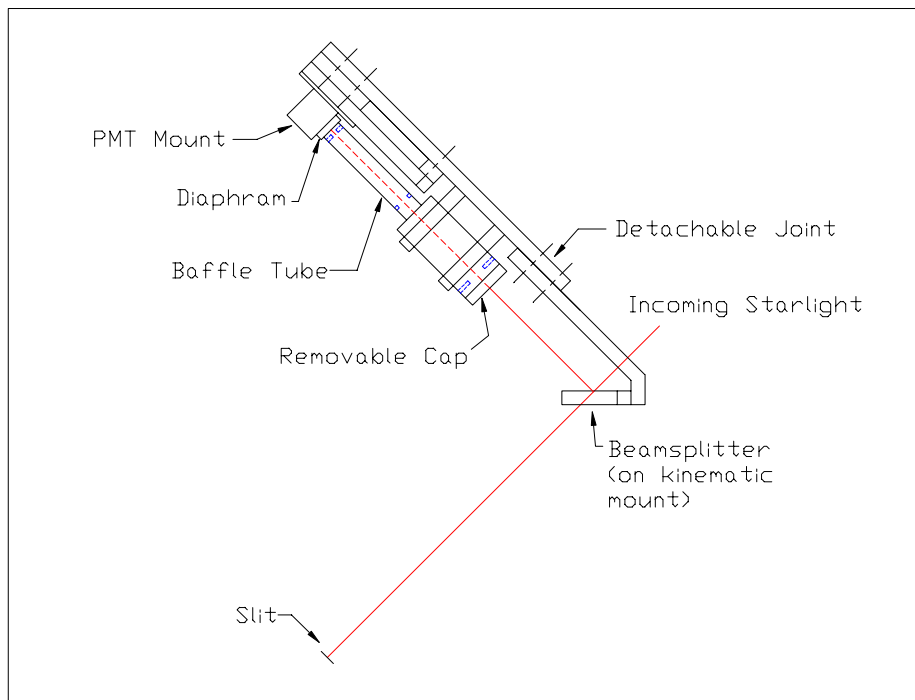 PMT Mount
Diaphram
Baffle Tube
Detachable Joint
Incoming Starlight
Removable Cap
Beamsplitter
(on kinematic
mount)
Slit